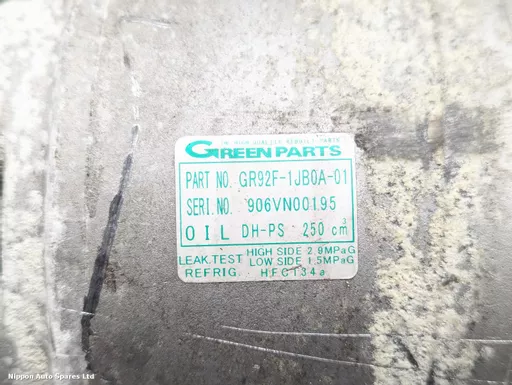 GREEN PARTS
PART NO. GR92F-1JB0A-01
SERI.NO. 906VN00195
OIL DH-PS 250 cm3
LEAK.TEST HIGH SIDE 2.9MPaG
LOW SIDE 1.5MPaG
REFRIG. HFC134a
Nippon Auto Spares Ltd